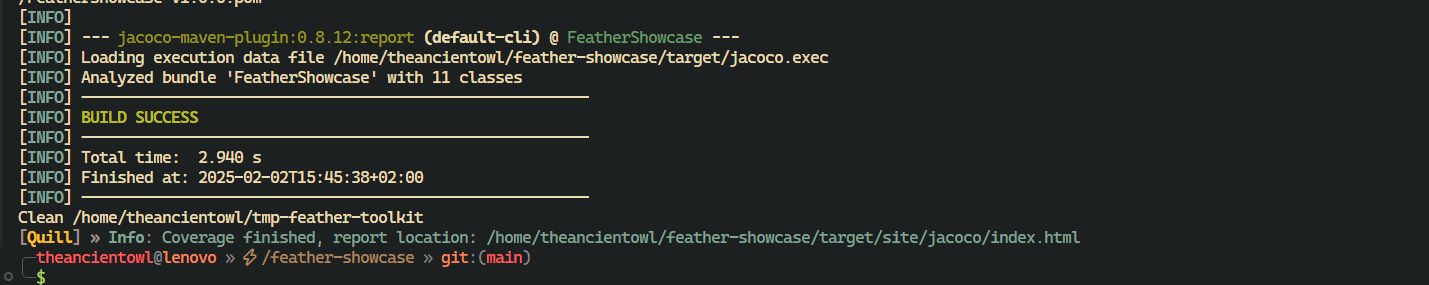 /FeatherShowcase-v1.0.0.pom
[INFO]
[INFO] --- jacoco-maven-plugin:0.8.12:report (default-cli) @ FeatherShowcase ---
[INFO] Loading execution data file /home/theancientowl/feather-showcase/target/jacoco.exec
[INFO] Analyzed bundle 'FeatherShowcase' with 11 classes
[INFO] ------------------------------------------------------------------------
[INFO] BUILD SUCCESS
[INFO] ------------------------------------------------------------------------
[INFO] Total time:  2.940 s
[INFO] Finished at: 2025-02-02T15:45:38+02:00
[INFO] ------------------------------------------------------------------------
Clean /home/theancientowl/tmp-feather-toolkit
[Quill] » Info: Coverage finished, report location: /home/theancientowl/feather-showcase/target/site/jacoco/index.html
theancientowl@lenovo » ⚡/feather-showcase » git:(main)
$